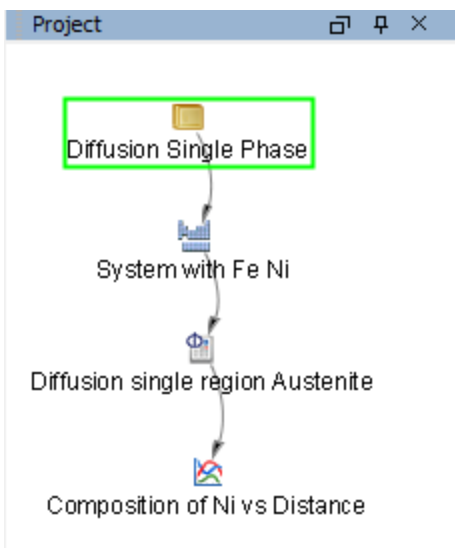 Project
Diffusion Single Phase
System with Fe Ni
Diffusion single region Austenite
Composition of Ni vs Distance